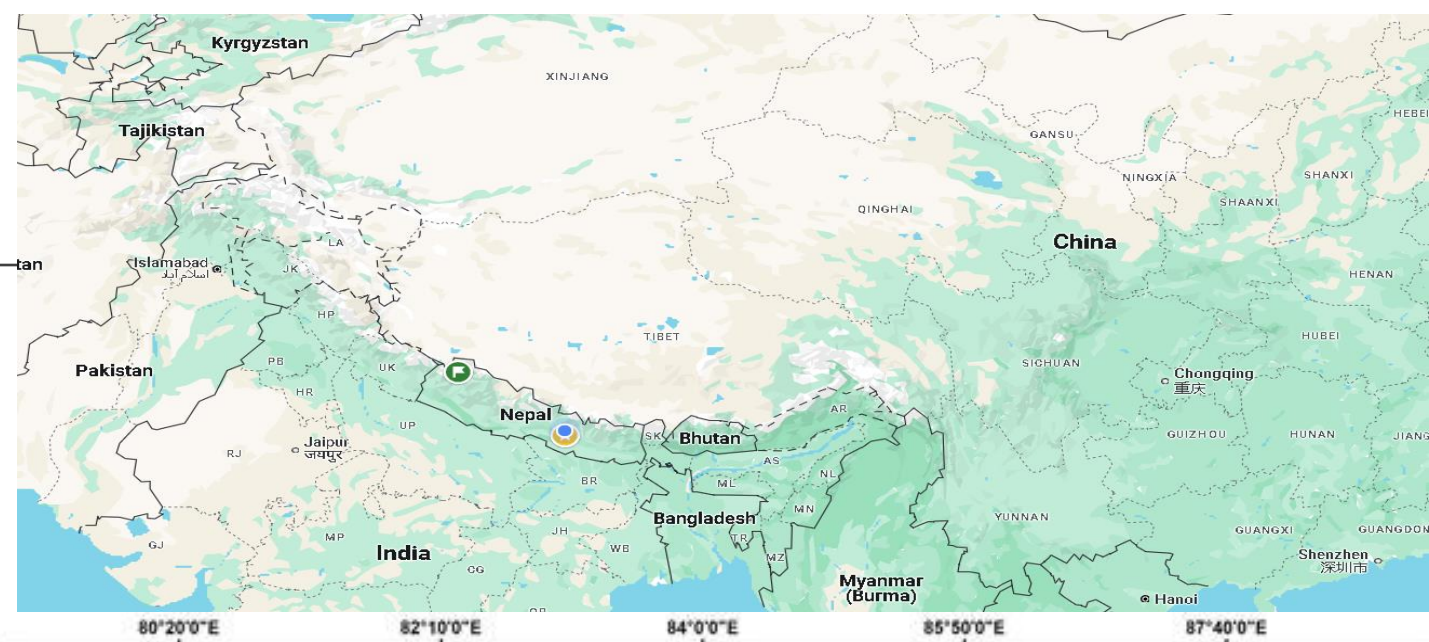 Kyrgyzstan
XINJIANG
HEBEI
Tajikistan
GANSU
NINGXIA
SHANXI
SHAANXI
QINGHAI
China
LA
tan
Islamabad
اسلام آباد
JK
HENAN
HP
TIBET
HUBEI
PB
UK
SICHUAN
Pakistan
Chongqing
重庆
HR
Nepal
AR
UP
SK
Bhutan
GUIZHOU
HUNAN
JIANG
Jaipur
जयपुर
RJ
AS
NL
BR
ML
MN
Bangladesh
YUNNAN
GUANGXI
GUANGDON
JH
TR
MP
GJ
WB
India
MZ
Shenzhen
深圳市
CG
Myanmar
(Burma)
Hanoi
80°20'0"E 82°10'0"E 84°0'0"E 85°50'0"E 87°40'0"E